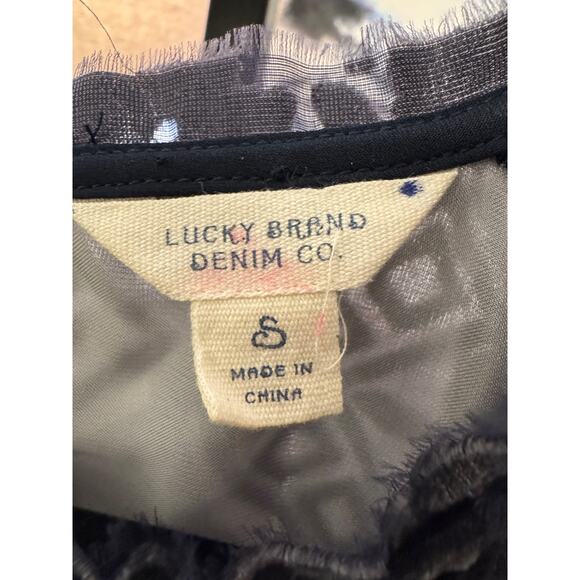 LUCKY BRAND
DENIM CO.
S
MADE IN
CHINA